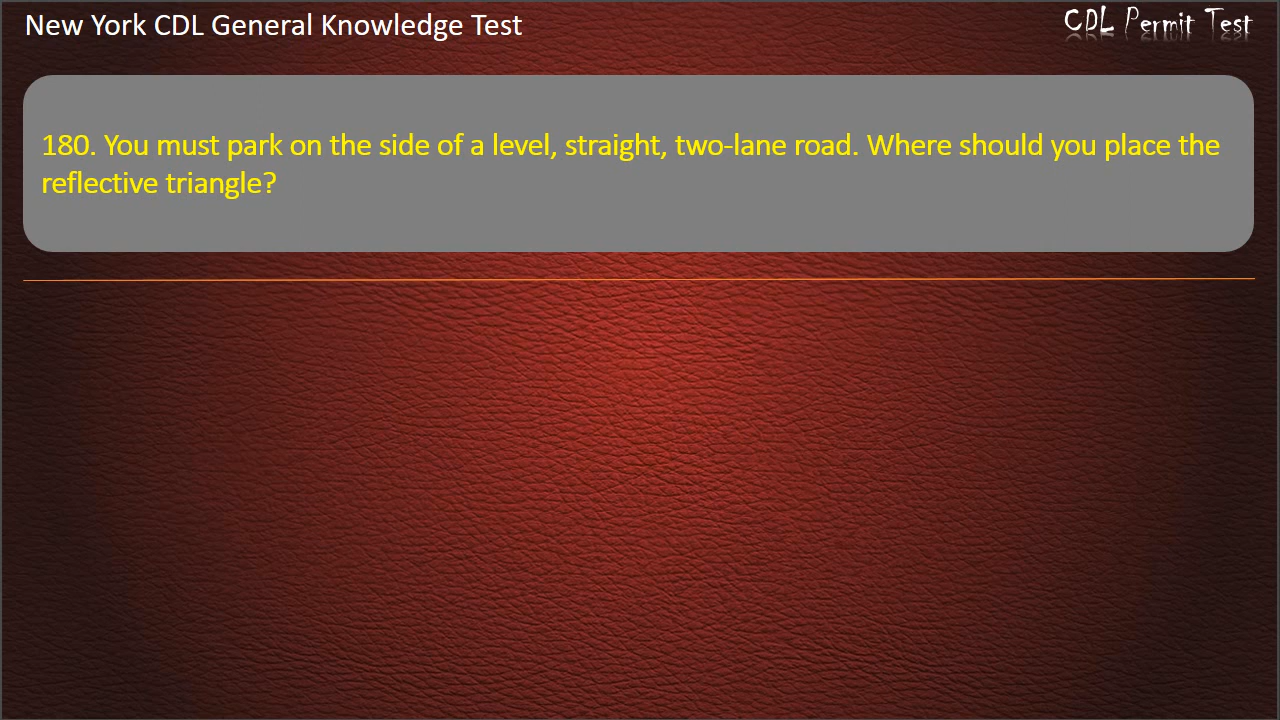 New York CDL General Knowledge Test
CDL Permit Test
180. You must park on the side of a level, straight, two-lane road. Where should you place the
reflective triangle?